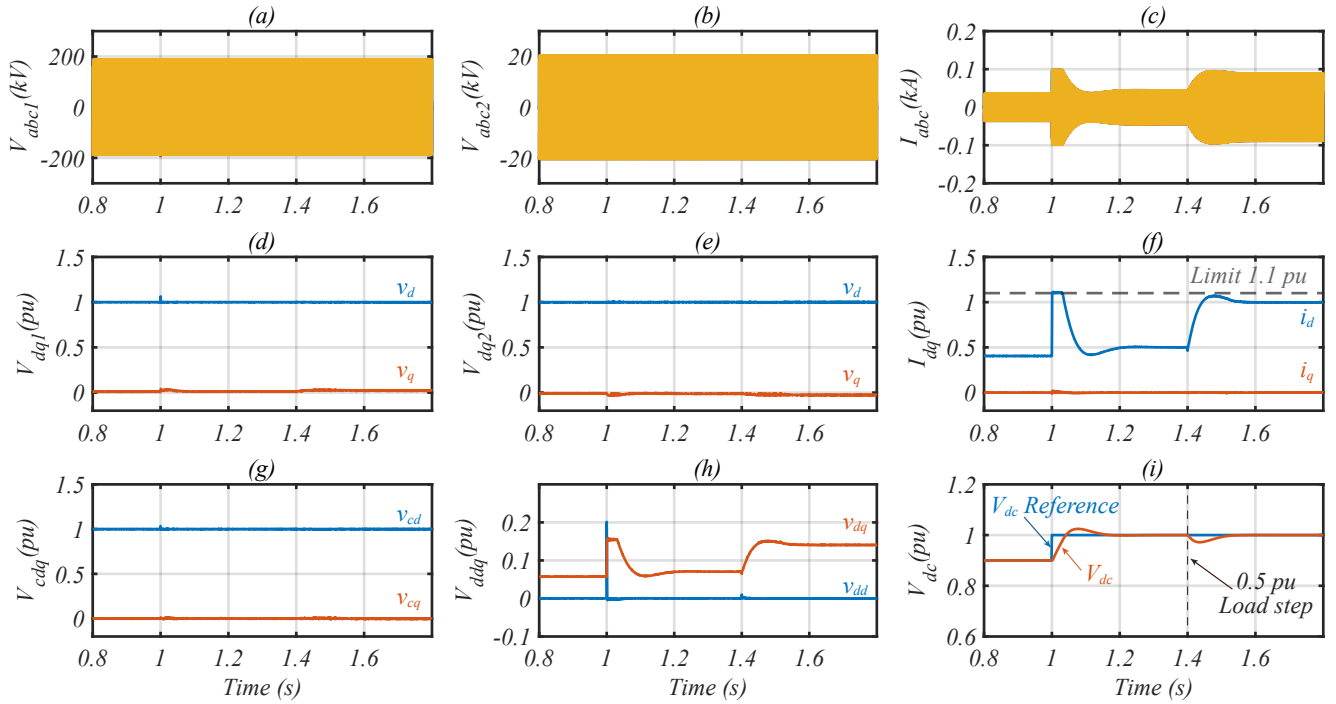 (a)
V_abc1(kV)
200
0
-200
0.8 1 1.2 1.4 1.6
(b)
V_abc2(kV)
20
0
-20
0.8 1 1.2 1.4 1.6
(c)
I_abc(kA)
0.2
0.1
0
-0.1
-0.2
0.8 1 1.2 1.4 1.6
(d)
V_dq1(pu)
1.5
1
0.5
0
v_d
v_q
0.8 1 1.2 1.4 1.6
(e)
V_dq2(pu)
1.5
1
0.5
0
v_d
v_q
0.8 1 1.2 1.4 1.6
(f)
I_dq(pu)
1.5
1
0.5
0
Limit 1.1 pu
i_d
i_q
0.8 1 1.2 1.4 1.6
(g)
V_cdq(pu)
1.5
1
0.5
0
v_cd
v_cq
0.8 1 1.2 1.4 1.6
Time (s)
(h)
V_ddq(pu)
0.2
0.1
0
-0.1
v_dq
v_dd
0.8 1 1.2 1.4 1.6
Time (s)
(i)
V_dc(pu)
1.2
1
0.8
0.6
V_dc Reference
V_dc
0.5 pu
Load step
0.8 1 1.2 1.4 1.6
Time (s)